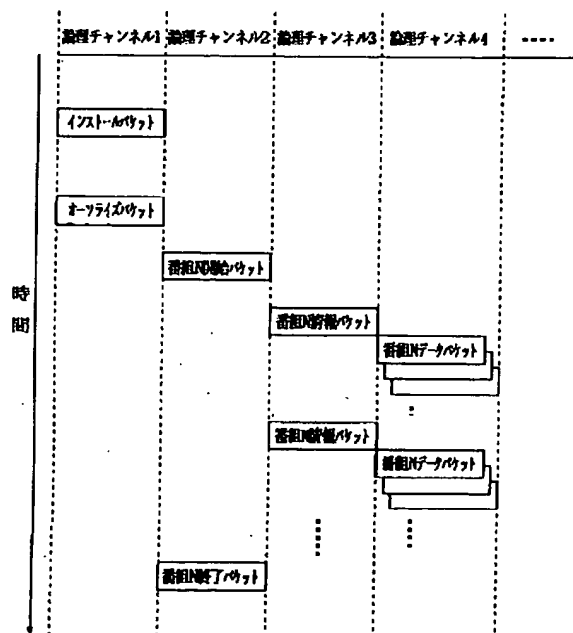 論理チャンネル1 論理チャンネル2 論理チャンネル3 論理チャンネル4
インストールパケット
オーソライズパケット
番組N開始パケット
時間
番組N情報パケット
番組Nデータパケット
番組N情報パケット
番組Nデータパケット
番組N終了パケット